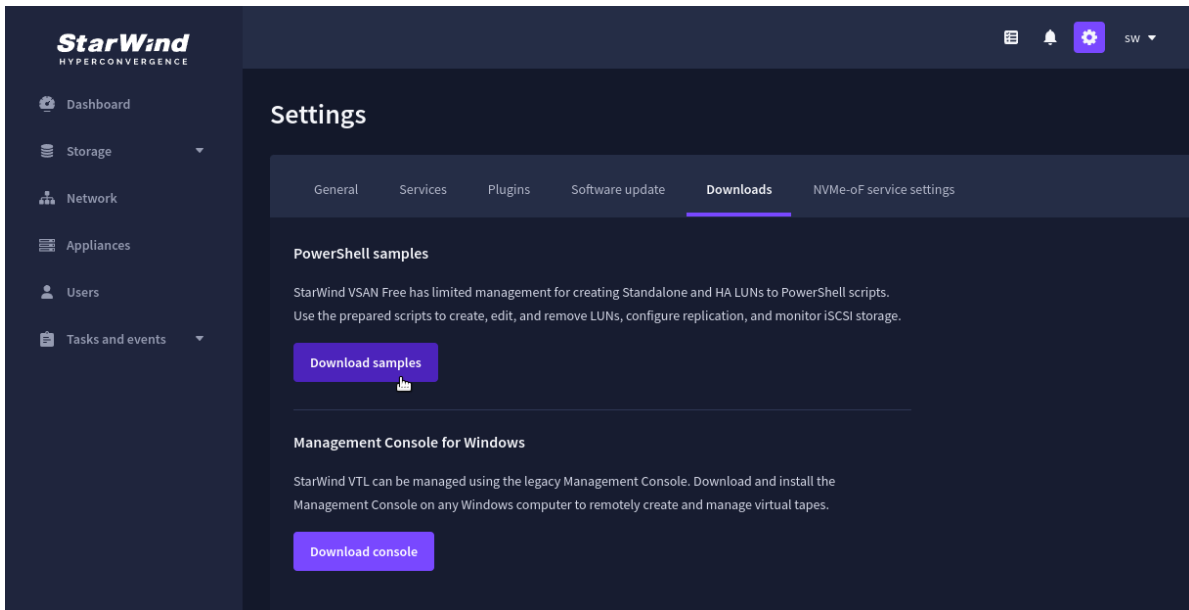 StarWind
HYPERCONVERGENCE
sw
Dashboard
Storage
Network
Appliances
Users
Tasks and events
Settings
General
Services
Plugins
Software update
Downloads
NVMe-oF service settings
PowerShell samples
StarWind VSAN Free has limited management for creating Standalone and HA LUNs to PowerShell scripts.
Use the prepared scripts to create, edit, and remove LUNs, configure replication, and monitor iSCSI storage.
Download samples
Management Console for Windows
StarWind VTL can be managed using the legacy Management Console. Download and install the
Management Console on any Windows computer to remotely create and manage virtual tapes.
Download console